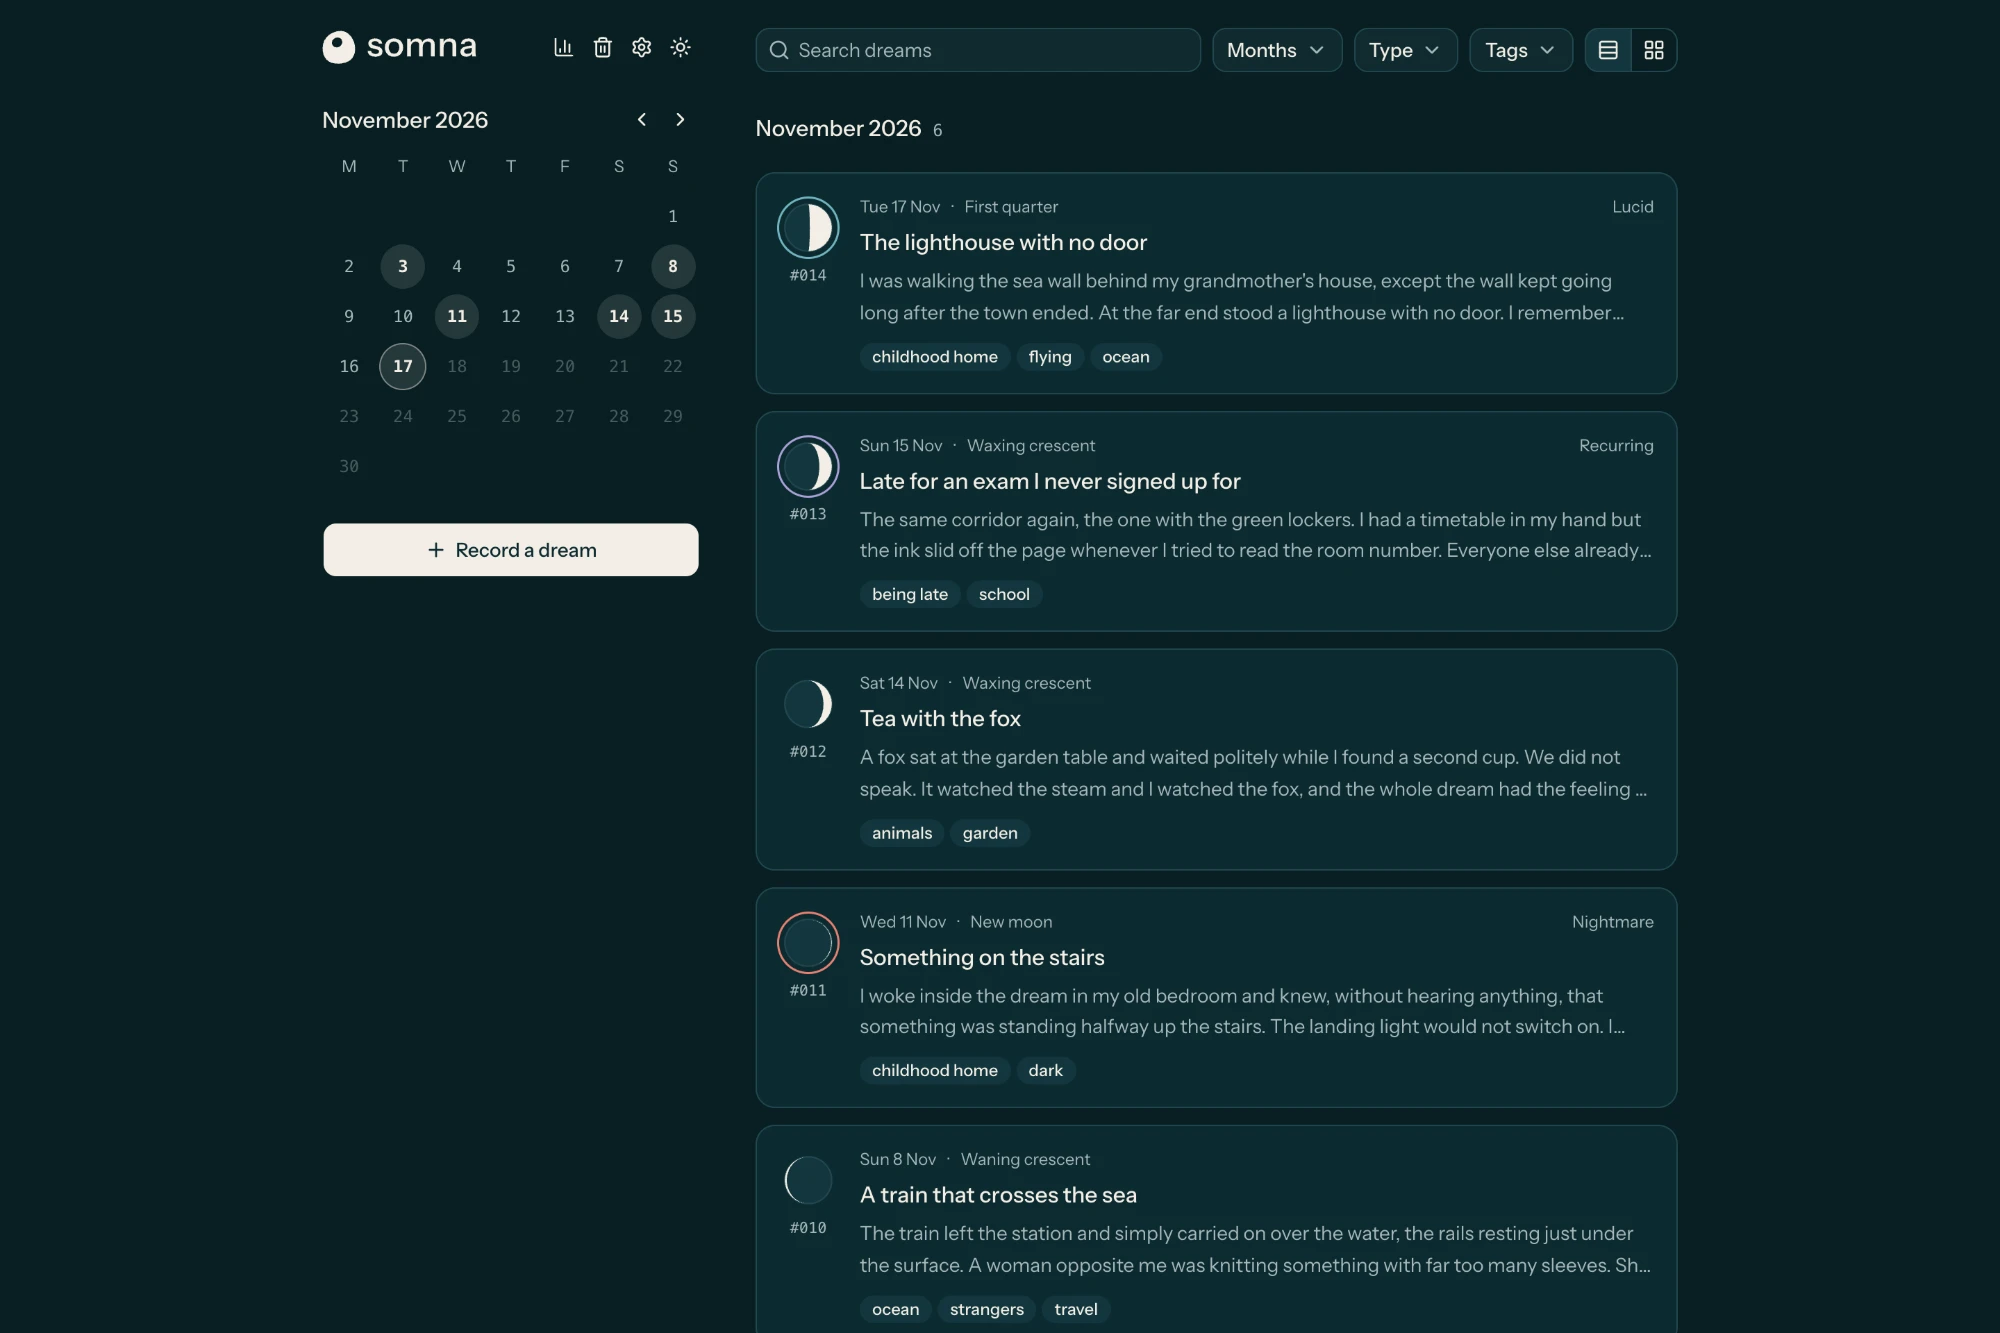 somna
November 2026
M T W T F S S
1
2 3 4 5 6 7 8
9 10 11 12 13 14 15
16 17 18 19 20 21 22
23 24 25 26 27 28 29
30
+ Record a dream
Search dreams
Months
Type
Tags
November 2026 6
Tue 17 Nov · First quarter
Lucid
#014
The lighthouse with no door
I was walking the sea wall behind my grandmother's house, except the wall kept going
long after the town ended. At the far end stood a lighthouse with no door. I remember...
childhood home
flying
ocean
Sun 15 Nov · Waxing crescent
Recurring
#013
Late for an exam I never signed up for
The same corridor again, the one with the green lockers. I had a timetable in my hand but
the ink slid off the page whenever I tried to read the room number. Everyone else already...
being late
school
Sat 14 Nov · Waxing crescent
#012
Tea with the fox
A fox sat at the garden table and waited politely while I found a second cup. We did not
speak. It watched the steam and I watched the fox, and the whole dream had the feeling ...
animals
garden
Wed 11 Nov · New moon
Nightmare
#011
Something on the stairs
I woke inside the dream in my old bedroom and knew, without hearing anything, that
something was standing halfway up the stairs. The landing light would not switch on. I...
childhood home
dark
Sun 8 Nov · Waning crescent
#010
A train that crosses the sea
The train left the station and simply carried on over the water, the rails resting just under
the surface. A woman opposite me was knitting something with far too many sleeves. Sh...
ocean
strangers
travel